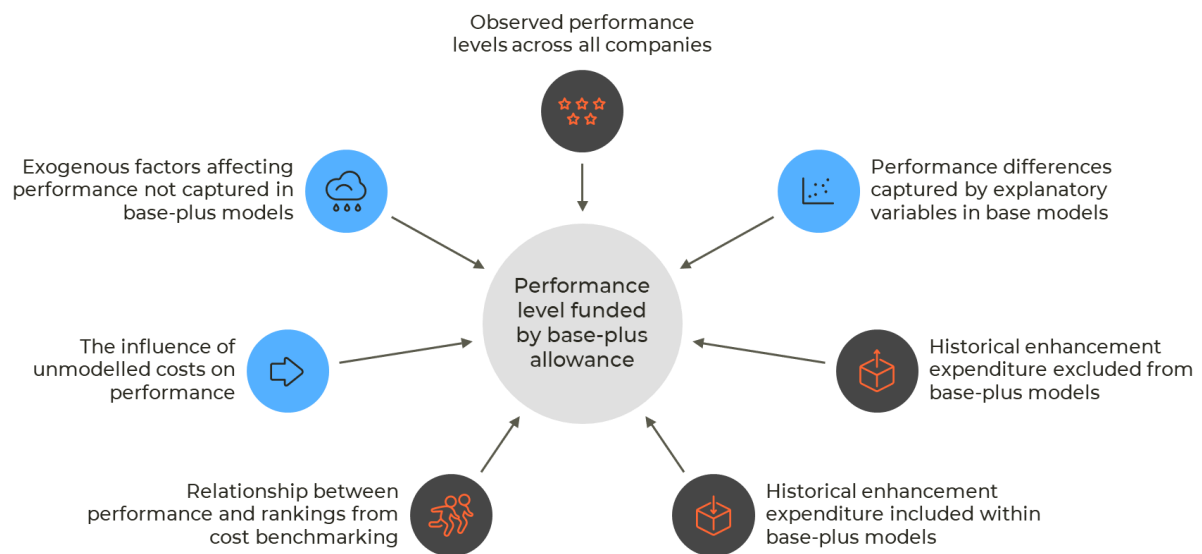 Observed performance
levels across all companies
Exogenous factors affecting
performance not captured in
base-plus models
Performance differences
captured by explanatory
variables in base models
Performance
level funded
by base-plus
allowance
The influence of
unmodelled costs on
performance
Historical enhancement
expenditure excluded from
base-plus models
Relationship between
performance and rankings from
cost benchmarking
Historical enhancement
expenditure included within
base-plus models